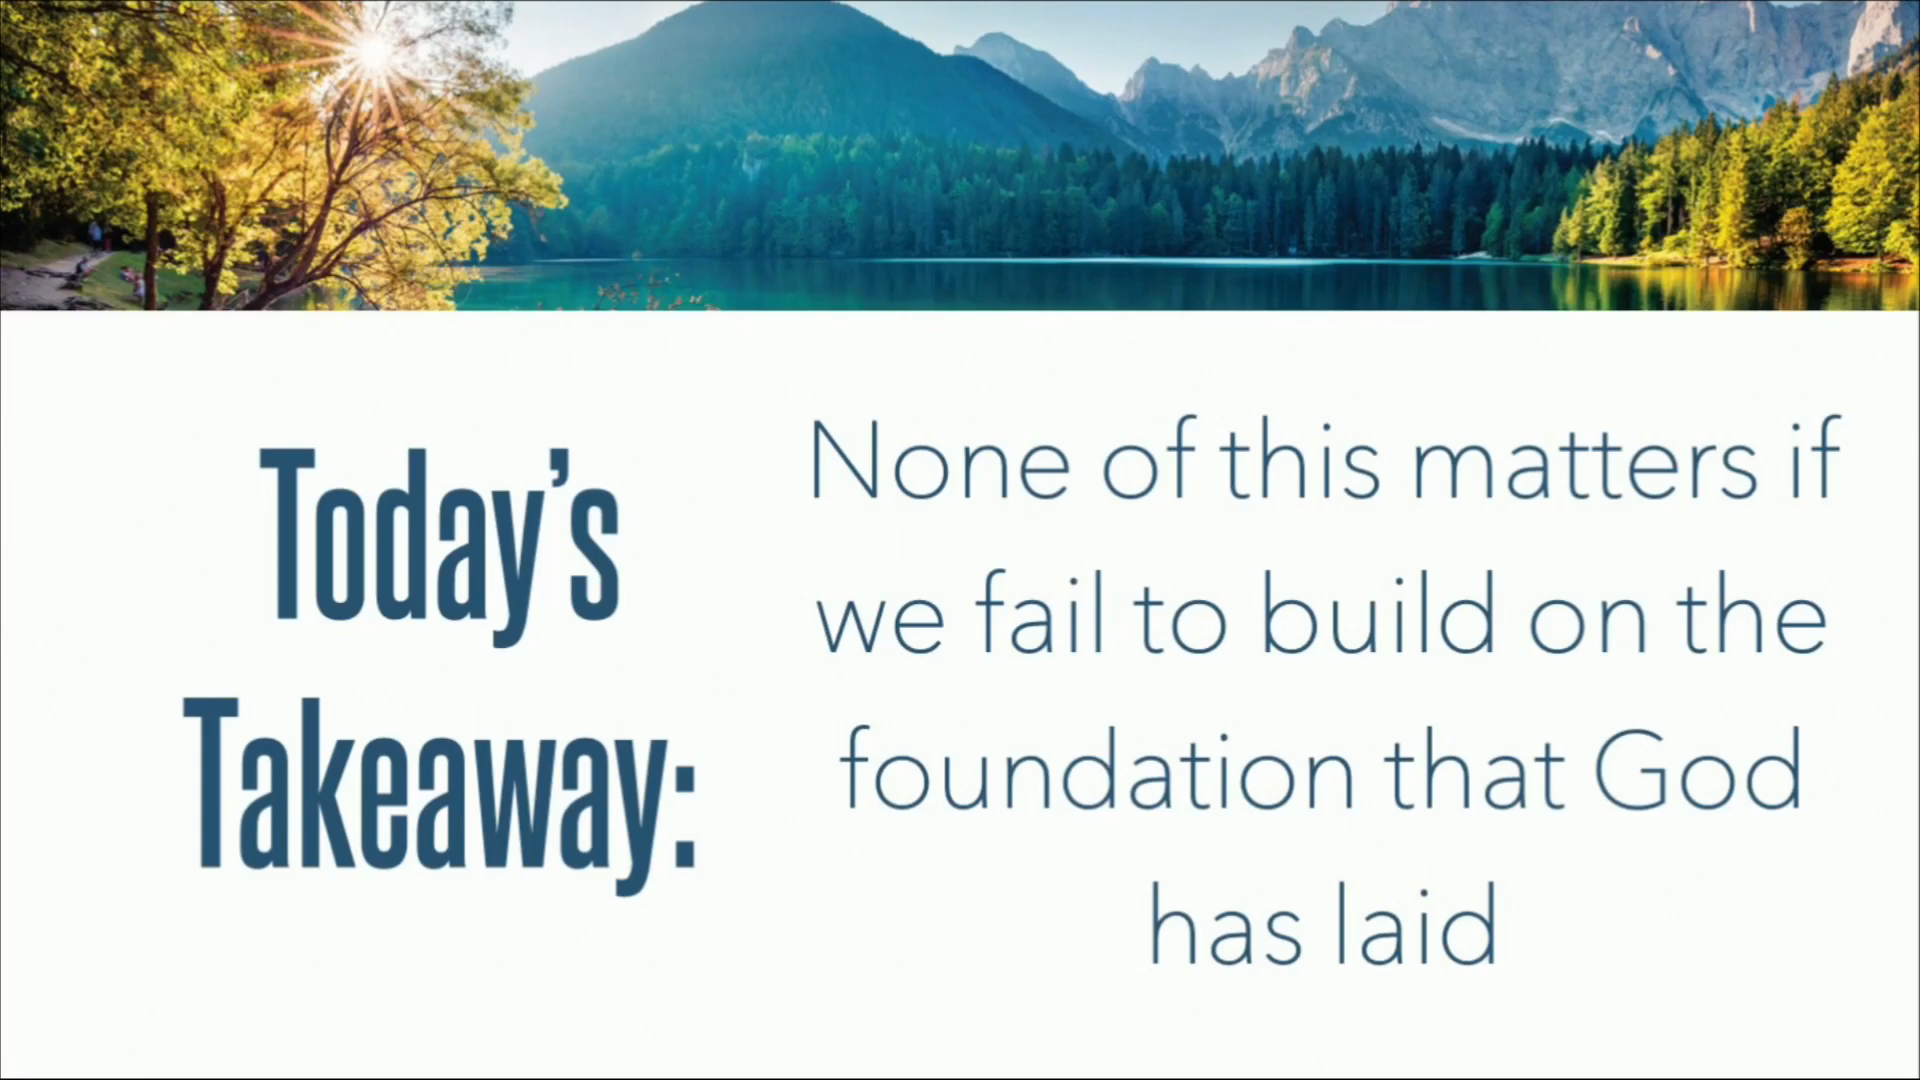 Today's
Takeaway:
None of this matters if
we fail to build on the
foundation that God
has laid